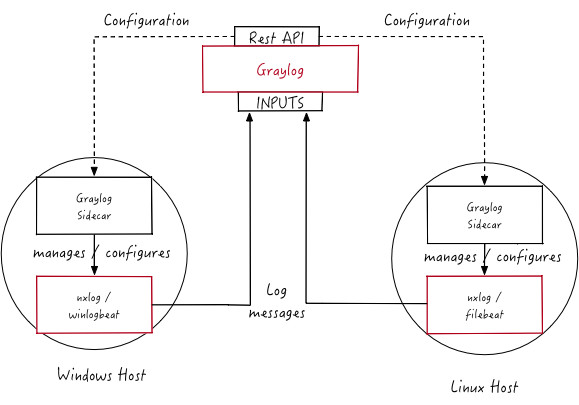 Configuration
Configuration
Rest API
Graylog
INPUTS
Graylog
Sidecar
Graylog
Sidecar
manages / configures
manages / configures
nxlog /
winlogbeat
Log
messages
nxlog /
filebeat
Windows Host
Linux Host